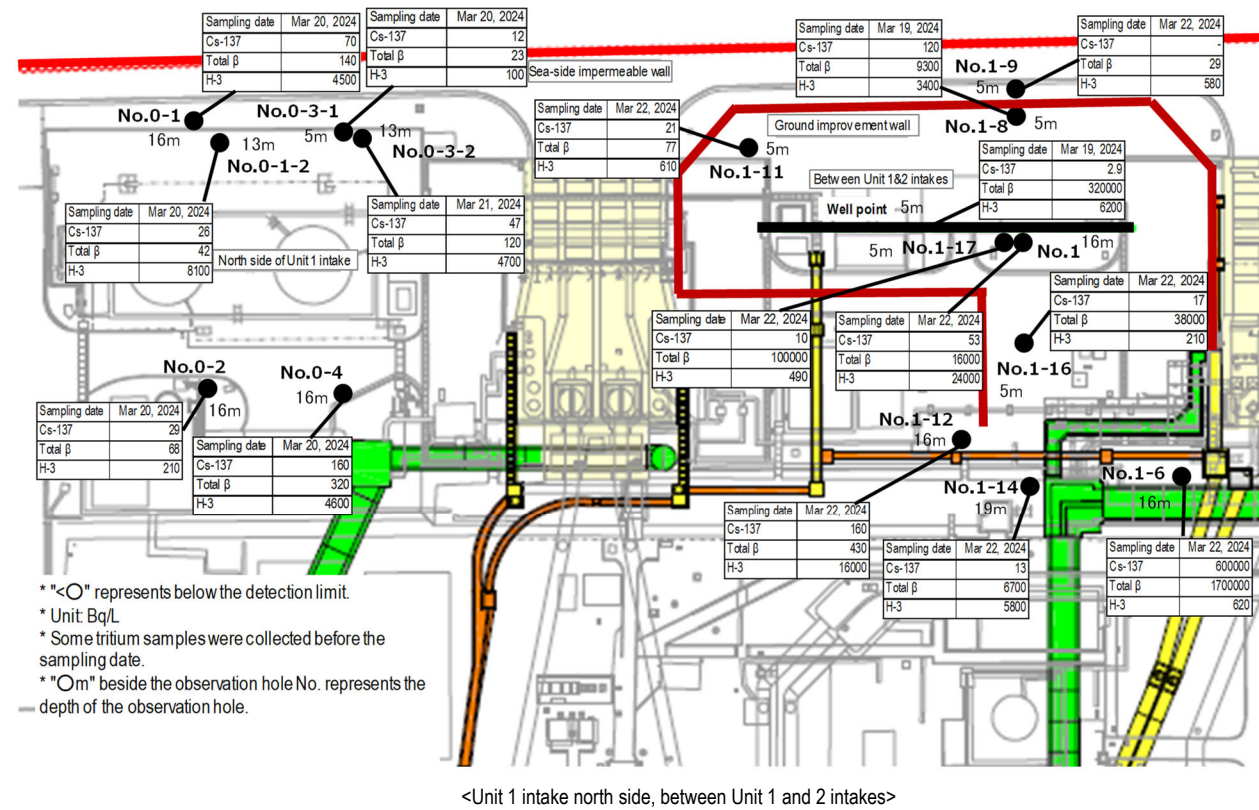 Sampling date Mar 20, 2024
Cs-137 70
Total β 140
H-3 4500
Sampling date Mar 20, 2024
Cs-137 12
Total β 23
H-3 100
Sea-side impermeable wall
Sampling date Mar 19, 2024
Cs-137 120
Total β 9300
H-3 3400
Sampling date Mar 22, 2024
Cs-137 -
Total β 29
H-3 580
No.0-1
16m
No.0-1-2
13m
No.0-3-1
5m
No.0-3-2
13m
No.1-9
5m
No.1-8
5m
Sampling date Mar 22, 2024
Cs-137 21
Total β 77
H-3 610
No.1-11
5m
Ground improvement wall
Between Unit 1&2 intakes
Sampling date Mar 19, 2024
Cs-137 2.9
Total β 320000
H-3 6200
Well point 5m
Sampling date Mar 20, 2024
Cs-137 26
Total β 42
H-3 8100
North side of Unit 1 intake
Sampling date Mar 21, 2024
Cs-137 47
Total β 120
H-3 4700
5m
No.1-17
No.1
16m
Sampling date Mar 22, 2024
Cs-137 10
Total β 100000
H-3 490
Sampling date Mar 22, 2024
Cs-137 53
Total β 16000
H-3 24000
Sampling date Mar 22, 2024
Cs-137 17
Total β 38000
H-3 210
No.1-16
5m
No.0-2
16m
No.0-4
16m
Sampling date Mar 20, 2024
Cs-137 29
Total β 68
H-3 210
Sampling date Mar 20, 2024
Cs-137 160
Total β 320
H-3 4600
No.1-12
16m
No.1-14
19m
No.1-6
16m
Sampling date Mar 22, 2024
Cs-137 160
Total β 430
H-3 16000
Sampling date Mar 22, 2024
Cs-137 13
Total β 6700
H-3 5800
Sampling date Mar 22, 2024
Cs-137 600000
Total β 1700000
H-3 620
* "<○" represents below the detection limit.
* Unit: Bq/L
* Some tritium samples were collected before the
sampling date.
* "○m" beside the observation hole No. represents the
depth of the observation hole.
<Unit 1 intake north side, between Unit 1 and 2 intakes>